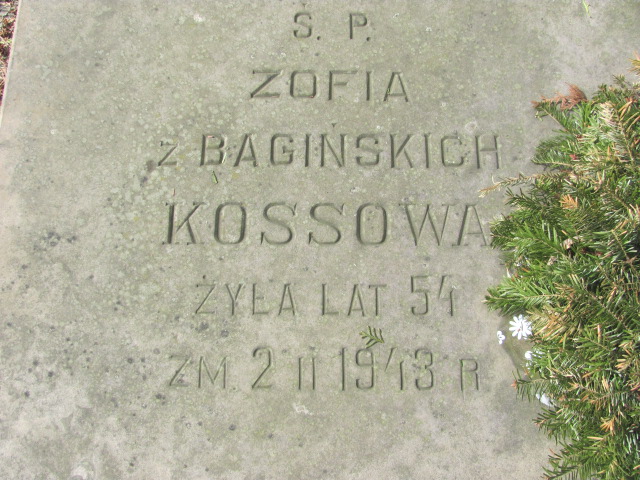 Ś. P.
ZOFIA
z BAGIŃSKICH
KOSSOWA
ŻYŁA LAT 54
ZM. 2 II 1943 R